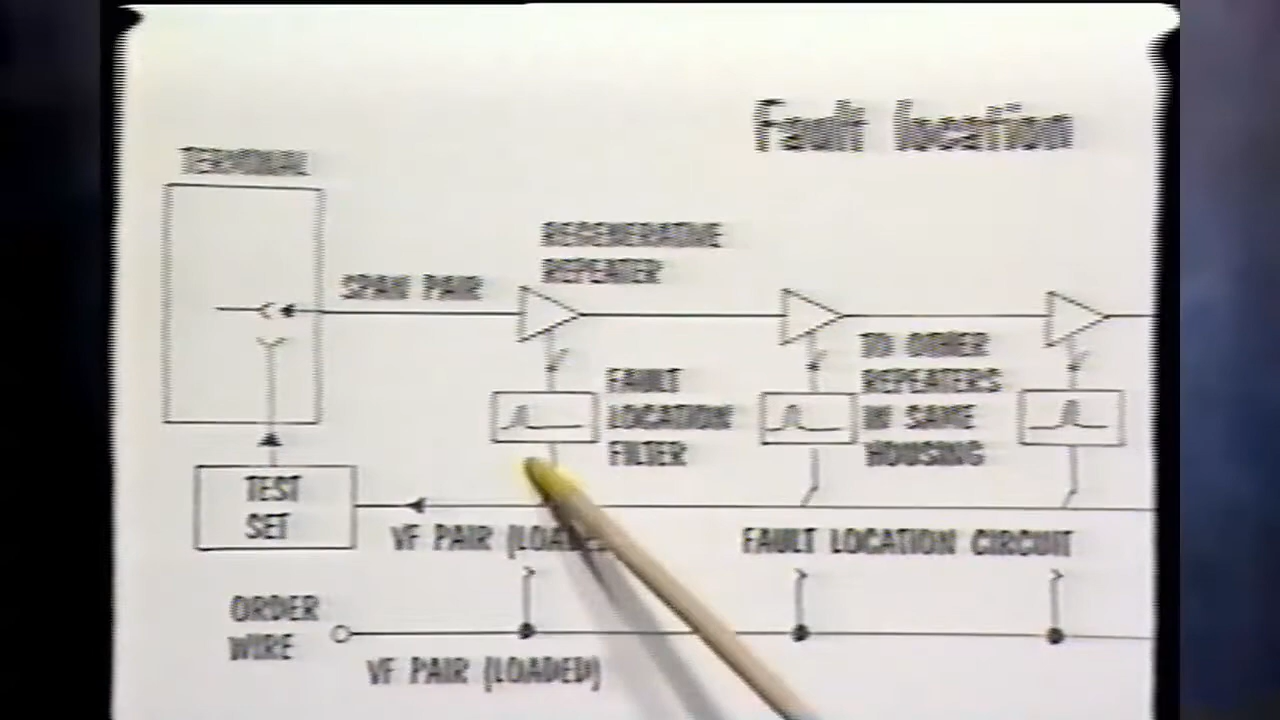 Fault location
TERMINAL
REGENERATIVE
REPEATER
SPAN PAIR
TO OTHER
REPEATERS
IN SAME
HOUSING
FAULT
LOCATION
FILTER
TEST
SET
VF PAIR (LOADE
FAULT LOCATION CIRCUIT
ORDER
WIRE
VF PAIR (LOADED)